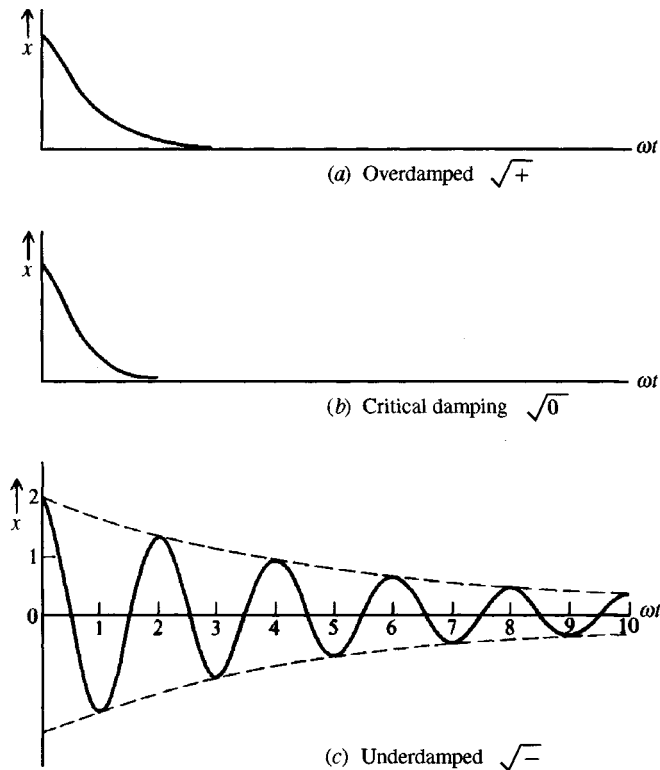 x
ωt
(a) Overdamped √+
x
ωt
(b) Critical damping √0
2
x
1
0
1 2 3 4 5 6 7 8 9 10
ωt
(c) Underdamped √−